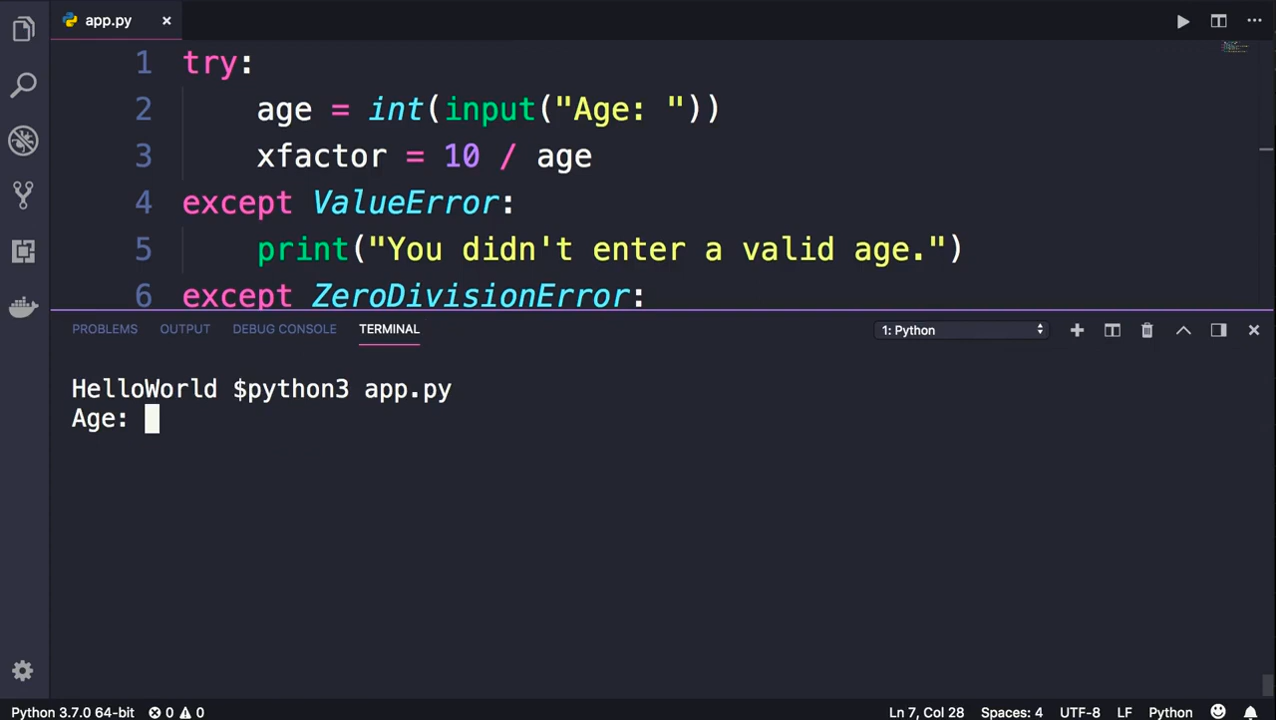 app.py
1 try:
2 age = int(input("Age: "))
3 xfactor = 10 / age
4 except ValueError:
5 print("You didn't enter a valid age.")
6 except ZeroDivisionError:
PROBLEMS OUTPUT DEBUG CONSOLE TERMINAL 1: Python
HelloWorld $python3 app.py
Age:
Python 3.7.0 64-bit 0 0 Ln 7, Col 28 Spaces: 4 UTF-8 LF Python